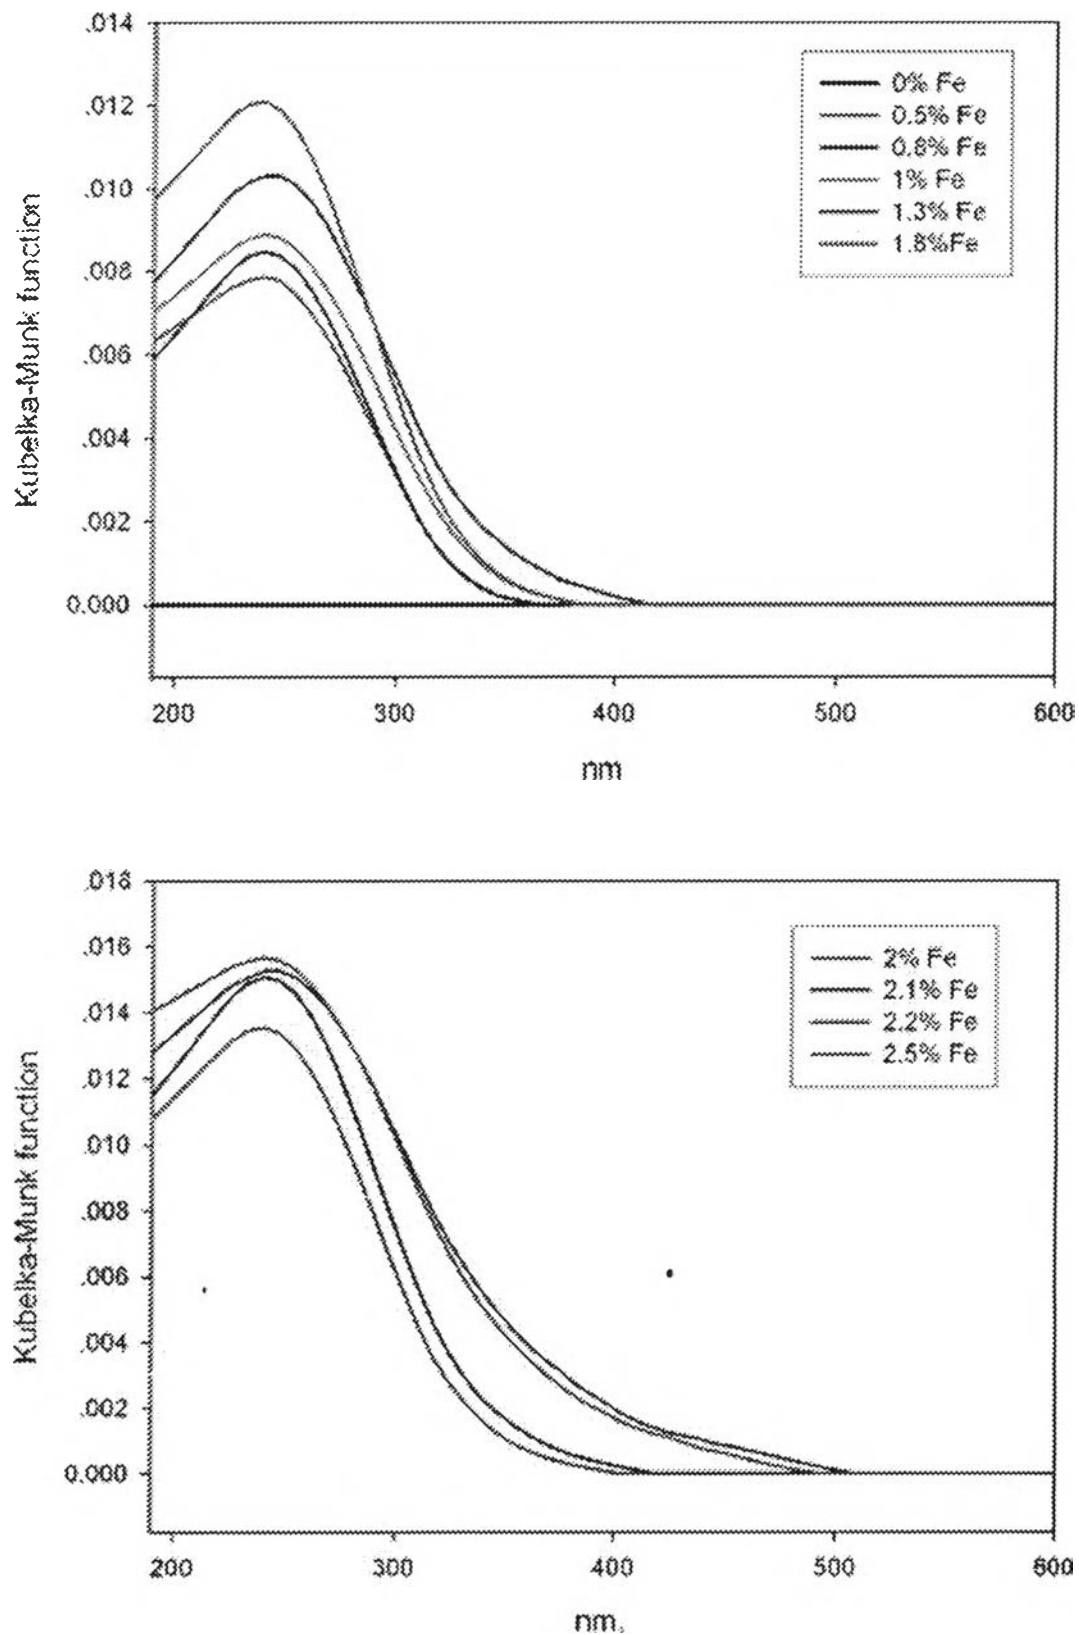 .014
.012
.010
.008
.006
.004
.002
0.000
Kubelka-Munk function
0% Fe
0.5% Fe
0.8% Fe
1% Fe
1.3% Fe
1.8%Fe
200
300
400
500
600
nm
.018
.016
.014
.012
.010
.008
.006
.004
.002
0.000
Kubelka-Munk function
2% Fe
2.1% Fe
2.2% Fe
2.5% Fe
200
300
400
500
600
nm.